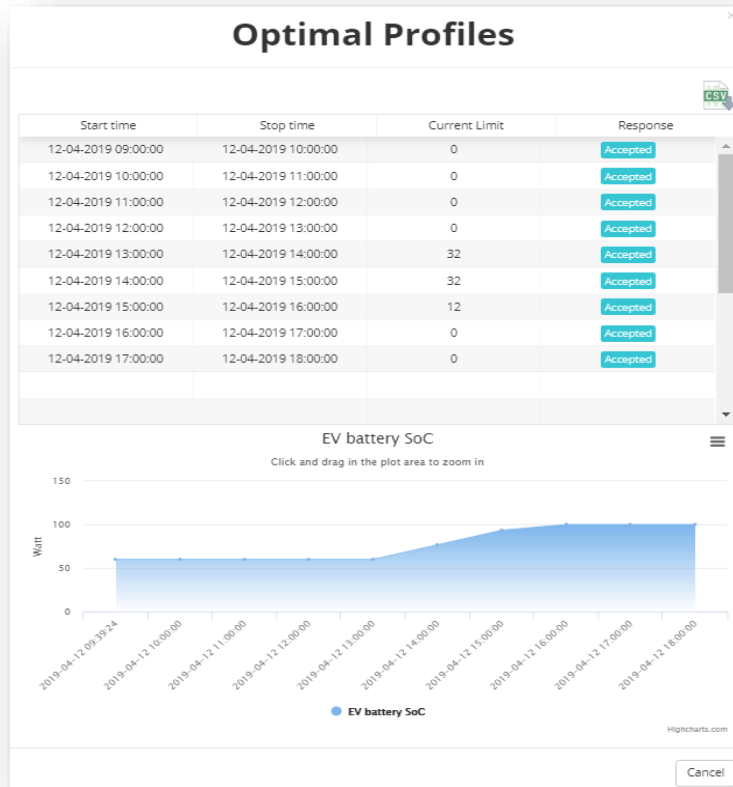 Optimal Profiles
CSV
Start time Stop time Current Limit Response
12-04-2019 09:00:00 12-04-2019 10:00:00 0 Accepted
12-04-2019 10:00:00 12-04-2019 11:00:00 0 Accepted
12-04-2019 11:00:00 12-04-2019 12:00:00 0 Accepted
12-04-2019 12:00:00 12-04-2019 13:00:00 0 Accepted
12-04-2019 13:00:00 12-04-2019 14:00:00 32 Accepted
12-04-2019 14:00:00 12-04-2019 15:00:00 32 Accepted
12-04-2019 15:00:00 12-04-2019 16:00:00 12 Accepted
12-04-2019 16:00:00 12-04-2019 17:00:00 0 Accepted
12-04-2019 17:00:00 12-04-2019 18:00:00 0 Accepted
EV battery SoC
Click and drag in the plot area to zoom in
150
100
50
0
Watt
2019-04-12 09:39:24
2019-04-12 10:00:00
2019-04-12 11:00:00
2019-04-12 12:00:00
2019-04-12 13:00:00
2019-04-12 14:00:00
2019-04-12 15:00:00
2019-04-12 16:00:00
2019-04-12 17:00:00
2019-04-12 18:00:00
EV battery SoC
Highcharts.com
Cancel